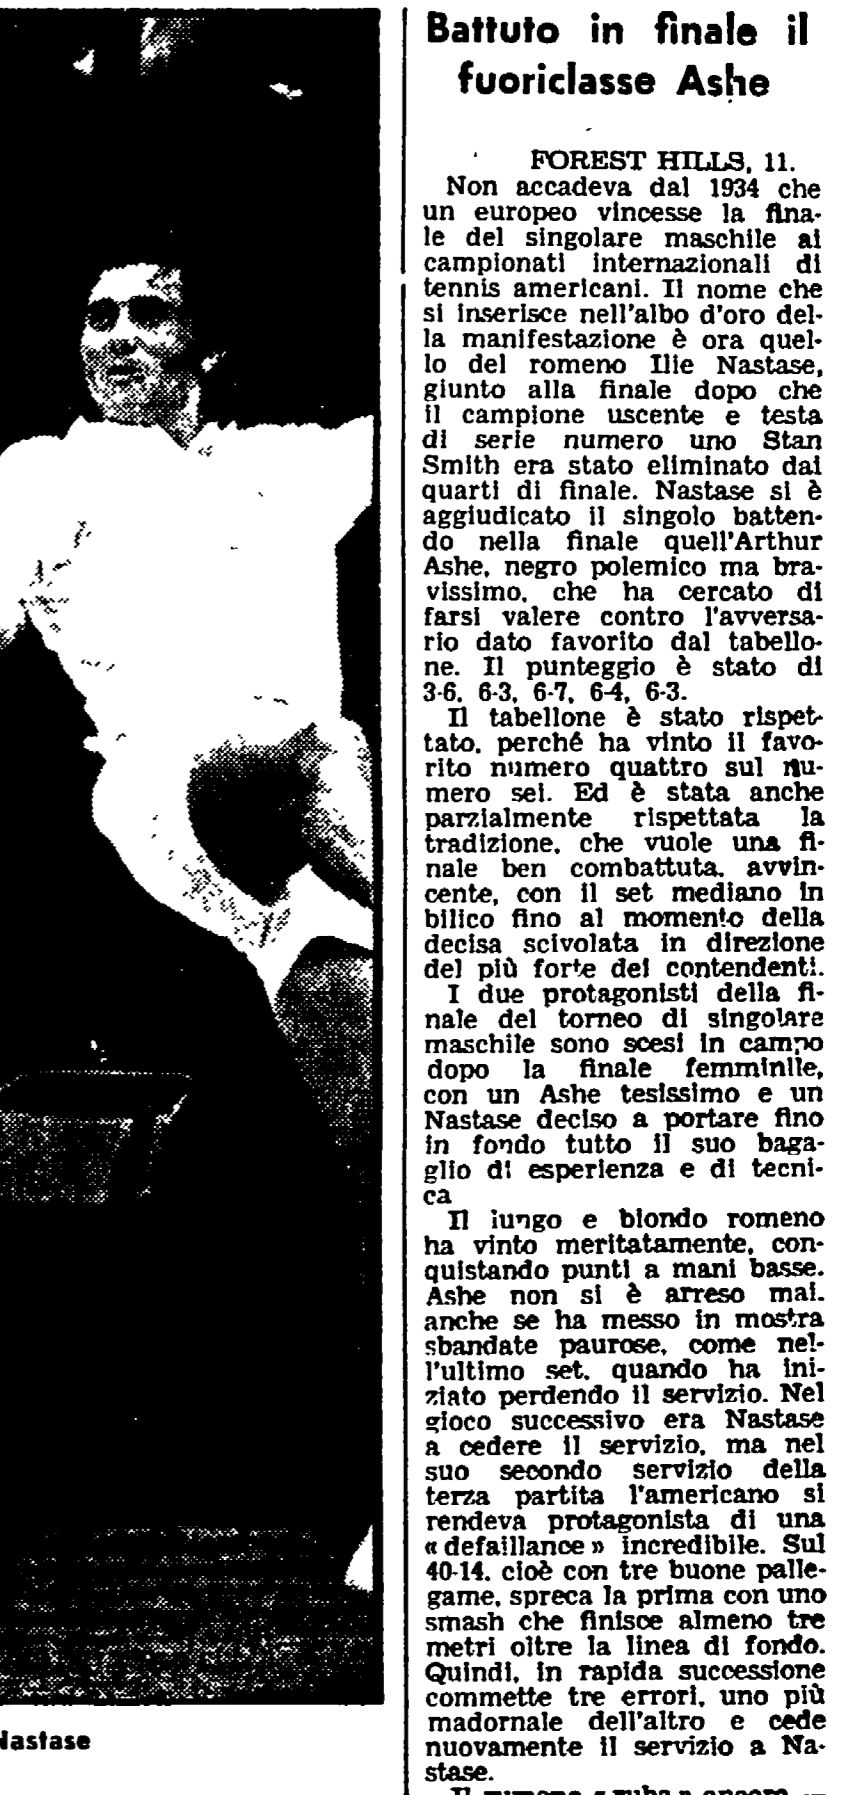 Battuto in finale il
fuoriclasse Ashe
FOREST HILLS, 11.
Non accadeva dal 1934 che
un europeo vincesse la fina-
le del singolare maschile ai
campionati internazionali di
tennis americani. Il nome che
si inserisce nell'albo d'oro del-
la manifestazione è ora quel-
lo del romeno Ilie Nastase,
giunto alla finale dopo che
il campione uscente e testa
di serie numero uno Stan
Smith era stato eliminato dai
quarti di finale. Nastase si è
aggiudicato il singolo batten-
do nella finale quell'Arthur
Ashe, negro polemico ma bra-
vissimo, che ha cercato di
farsi valere contro l'avversa-
rio dato favorito dal tabello-
ne. Il punteggio è stato di
3-6, 6-3, 6-7, 6-4, 6-3.
Il tabellone è stato rispet-
tato, perché ha vinto il favo-
rito numero quattro sul nu-
mero sei. Ed è stata anche
parzialmente rispettata la
tradizione, che vuole una fi-
nale ben combattuta, avvin-
cente, con il set mediano in
bilico fino al momento della
decisa scivolata in direzione
del più forte dei contendenti.
I due protagonisti della fi-
nale del torneo di singolare
maschile sono scesi in campo
dopo la finale femminile,
con un Ashe tesissimo e un
Nastase deciso a portare fino
in fondo tutto il suo baga-
glio di esperienza e di tecni-
ca
Il lungo e biondo romeno
ha vinto meritatamente, con-
quistando punti a mani basse.
Ashe non si è arreso mai,
anche se ha messo in mostra
sbandate paurose, come nel-
l'ultimo set, quando ha ini-
ziato perdendo il servizio. Nel
gioco successivo era Nastase
a cedere il servizio, ma nel
suo secondo servizio della
terza partita l'americano si
rendeva protagonista di una
« defaillance » incredibile. Sul
40-14, cioè con tre buone palle-
game, spreca la prima con uno
smash che finisce almeno tre
metri oltre la linea di fondo.
Quindi, in rapida successione
commette tre errori, uno più
madornale dell'altro e cede
nuovamente il servizio a Na-
stase.
Nastase